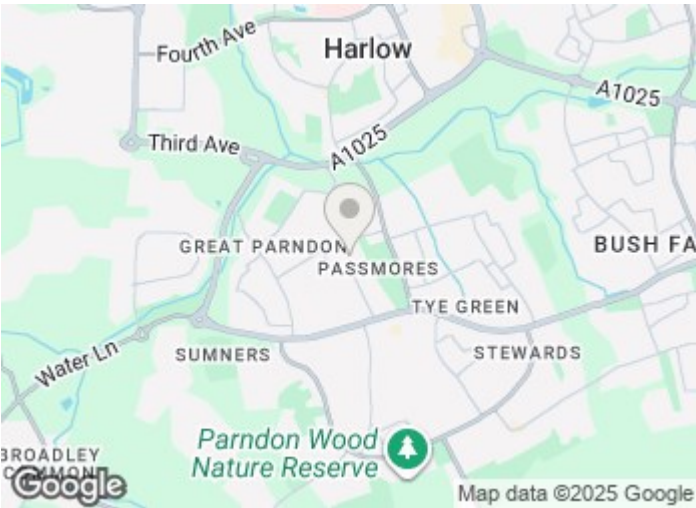 Fourth Ave
Harlow
A1025
Third Ave
A1025
GREAT PARNDON
BUSH FA
PASSMORES
TYE GREEN
Water Ln
SUMNERS
STEWARDS
Parndon Wood
Nature Reserve
BROADLEY
COMMON
Google
Map data ©2025 Google